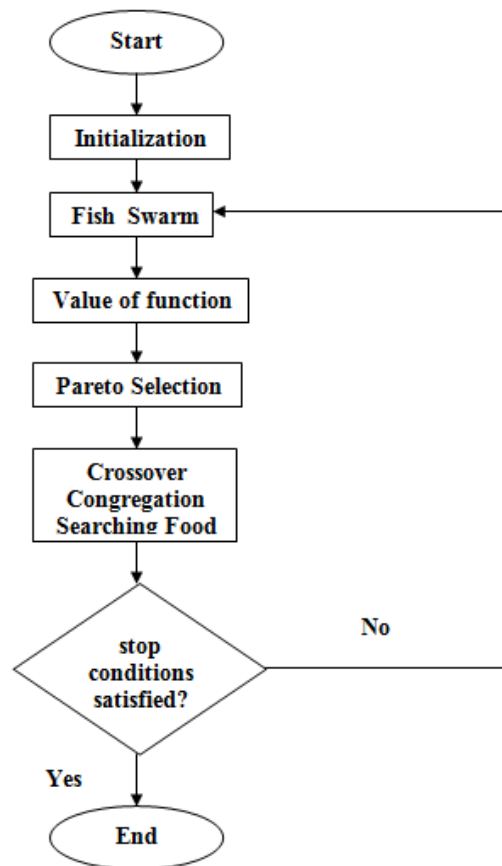 Start
Initialization
Fish Swarm
Value of function
Pareto Selection
Crossover
Congregation
Searching Food
stop
conditions
satisfied?
No
Yes
End